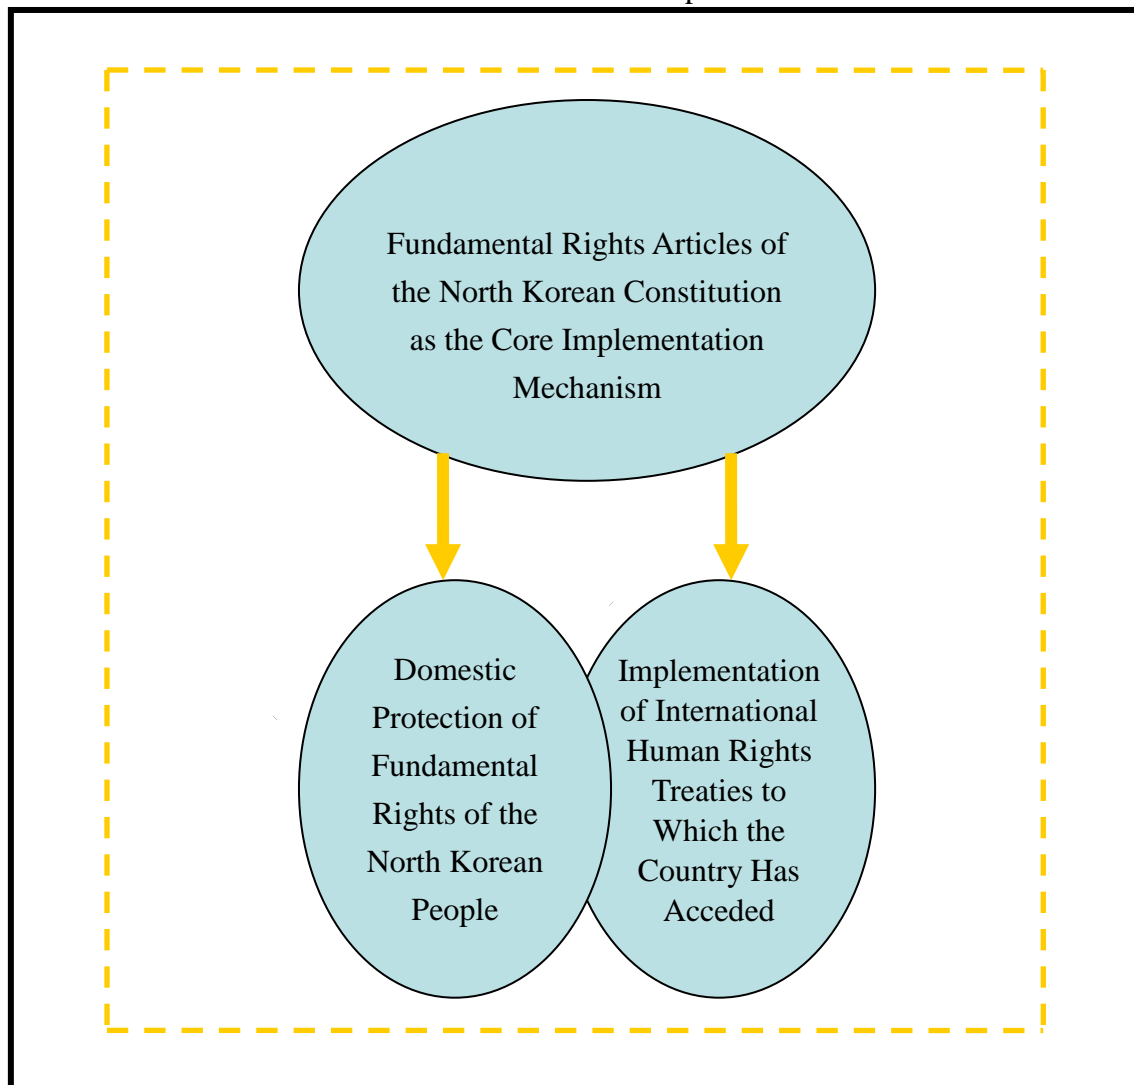 Fundamental Rights Articles of
the North Korean Constitution
as the Core Implementation
Mechanism
Domestic
Protection of
Fundamental
Rights of the
North Korean
People
Implementation
of International
Human Rights
Treaties to
Which the
Country Has
Acceded